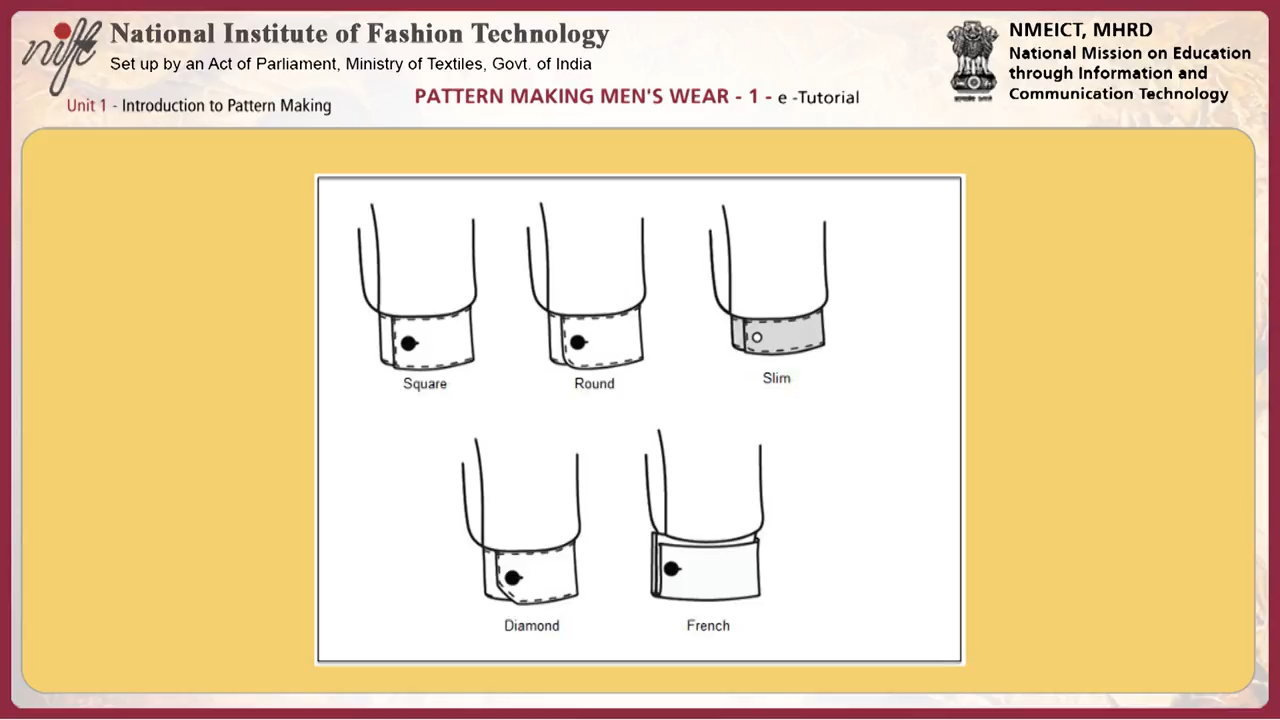 nift
National Institute of Fashion Technology
Set up by an Act of Parliament, Ministry of Textiles, Govt. of India
Unit 1 - Introduction to Pattern Making
PATTERN MAKING MEN'S WEAR - 1 - e -Tutorial
NMEICT, MHRD
National Mission on Education
through Information and
Communication Technology
Square
Round
Slim
Diamond
French